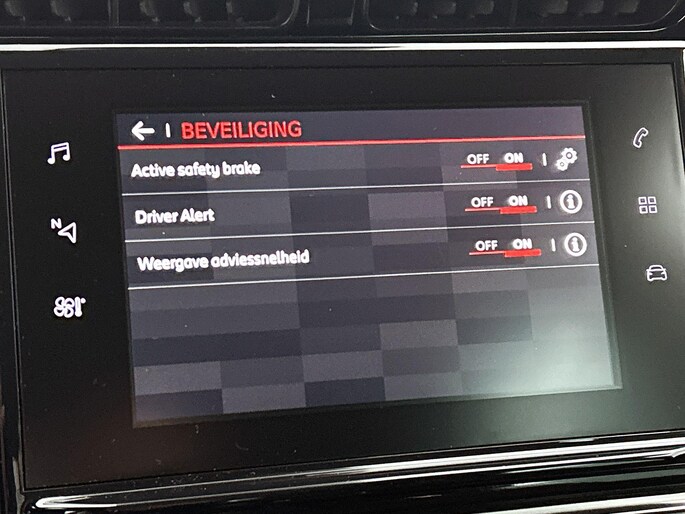 BEVEILIGING
Active safety brake OFF ON
Driver Alert OFF ON
Weergave adviessnelheid OFF ON
N